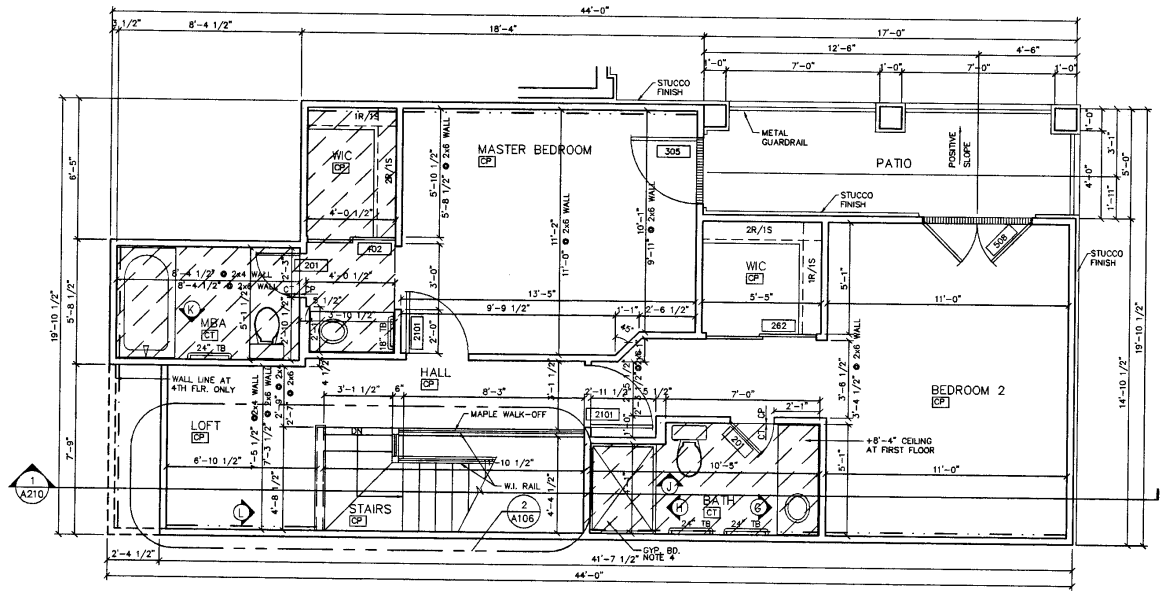 44'-0"
3 1/2"
8'-4 1/2"
18'-4"
17'-0"
12'-6"
4'-6"
1'-0"
7'-0"
1'-0"
7'-0"
1'-0"
STUCCO
FINISH
1R/1S
WIC
CP
2R/1S
5'-10 1/2"
5'-8 1/2" @ 2x6 WALL
MASTER BEDROOM
CP
305
METAL
GUARDRAIL
PATIO
POSITIVE
SLOPE
1'-0"
3'-1"
5'-0"
4'-0"
1'-11"
6'-5"
4'-0 1/2"
402
11'-2"
11'-0" @ 2x6 WALL
10'-1"
9'-11" @ 2x6 WALL
STUCCO
FINISH
2R/1S
WIC
CP
1R/1S
5'-5"
262
508
STUCCO
FINISH
19'-10 1/2"
5'-8 1/2"
201
2'-3"
8'-4 1/2" @ 2x4 WALL
8'-4 1/2" @ 2x6 WALL
4'-0 1/2"
3'-0"
13'-5"
5'-1"
11'-0"
K
MBA
CT
5'-1 1/2"
2'-10 1/2"
3'-10 1/2"
18" TB
24" TB
2101
2'-0"
9'-9 1/2"
1'-1"
2'-6 1/2"
45°
WALL LINE AT
4TH FLR. ONLY
HALL
CP
3'-1 1/2"
6"
8'-3"
3'-1 1/2"
2'-11 1/2"
7'-0"
3'-6 1/2"
3'-4 1/2" @ 2x6 WALL
BEDROOM 2
CP
19'-10 1/2"
14'-10 1/2"
MAPLE WALK-OFF
2101
1'-0"
2'-1"
CT CP
201
+8'-4" CEILING
AT FIRST FLOOR
7'-9"
LOFT
CP
7'-3 1/2"
2'-9" @ 2x4
2'-7" @ 2x6
DN
6'-10 1/2"
4'-8 1/2"
L
STAIRS
CP
W.I. RAIL
4'-4 1/2"
10'-5"
5'-1"
11'-0"
J
H
BATH
CT
G
24" TB
24" TB
1
A210
2
A106
GYP. BD.
NOTE 4
2'-4 1/2"
41'-7 1/2"
44'-0"